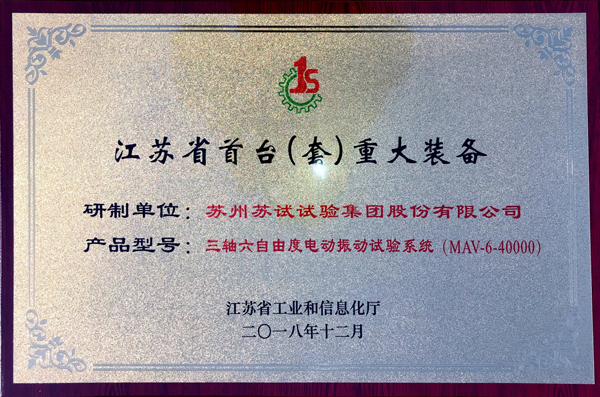 1S
江苏省首台(套)重大装备
研制单位：苏州苏试试验集团股份有限公司
产品型号：三轴六自由度电动振动试验系统（MAV-6-40000）
江苏省工业和信息化厅
二〇一八年十二月